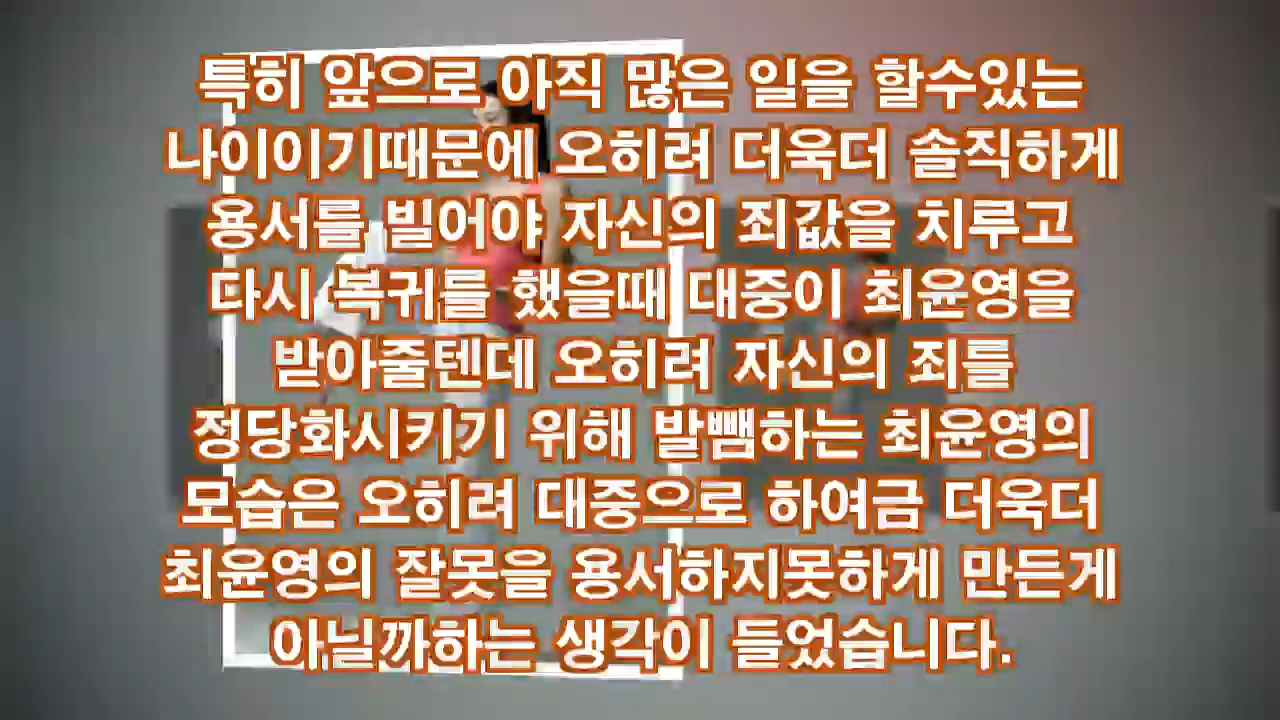 특히 앞으로 아직 많은 일을 할수있는
나이이기때문에 오히려 더욱더 솔직하게
용서를 빌어야 자신의 죄값을 치루고
다시 복귀를 했을때 대중이 최윤영을
받아줄텐데 오히려 자신의 죄를
정당화시키기 위해 발뺌하는 최윤영의
모습은 오히려 대중으로 하여금 더욱더
최윤영의 잘못을 용서하지못하게 만든게
아닐까하는 생각이 들었습니다.